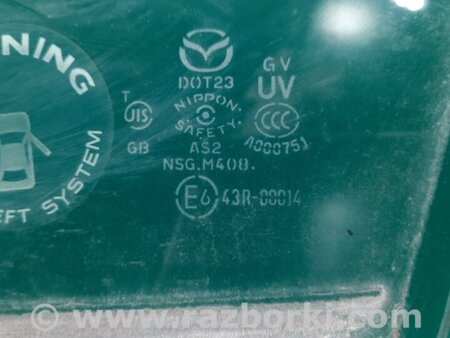 NING
EFT SYSTEM
DOT23
NIPPON.
SAFETY.
AS2
NSG.M408.
E6 43R-00014
T
JIS
GB
GV
UV
CCC
A000751
www.razborki.com